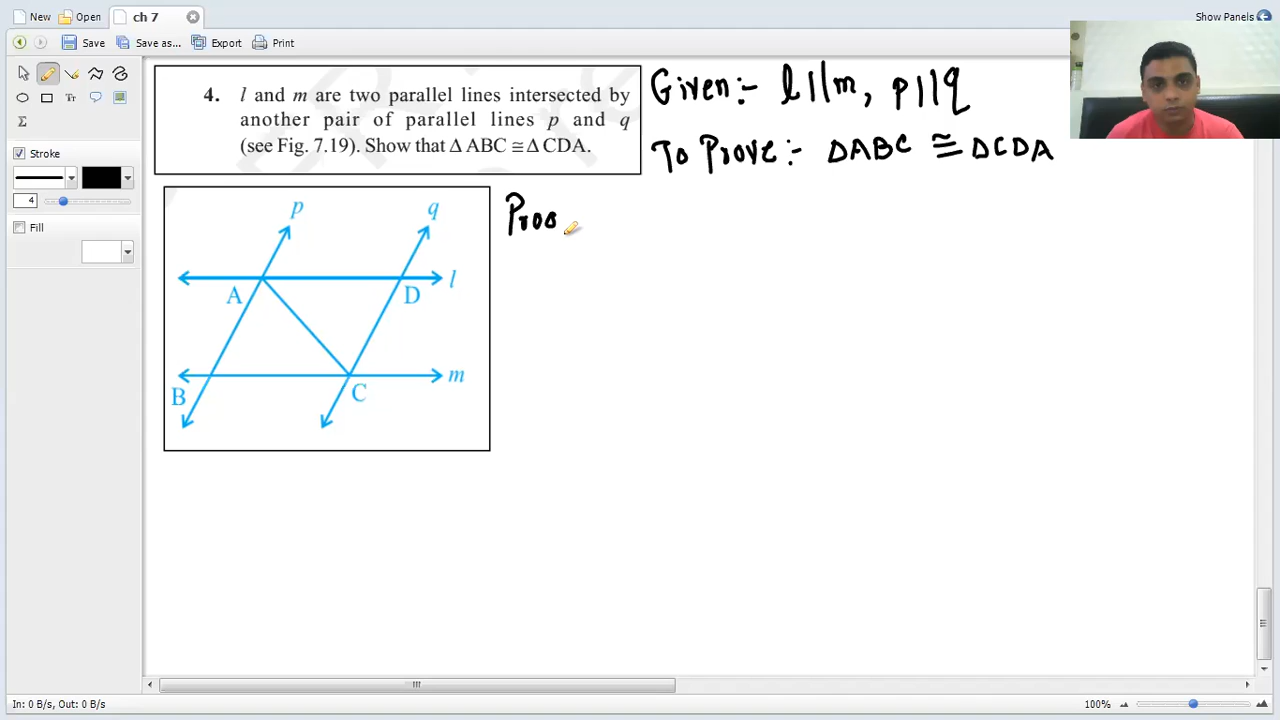 New Open ch 7 Show Panels
Save Save as... Export Print
Stroke
4
Fill
4. l and m are two parallel lines intersected by
another pair of parallel lines p and q
(see Fig. 7.19). Show that Δ ABC ≅ Δ CDA.
Given :- l||m, p||q
To Prove :- ΔABC ≅ ΔCDA
Proo
p q
A D l
B C m
In: 0 B/s, Out: 0 B/s 100%